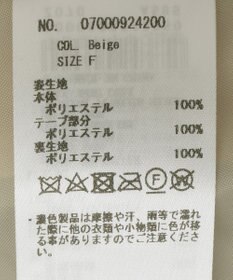 NO. 07000924200
COL. Beige
SIZE F
表生地
本体
ポリエステル 100%
テープ部分
ポリエステル 100%
裏生地
ポリエステル 100%
・濃色製品は摩擦や汗、雨等で濡れ
た際に他の衣類や小物類に色が移
る事がありますのでご注意くださ
い。